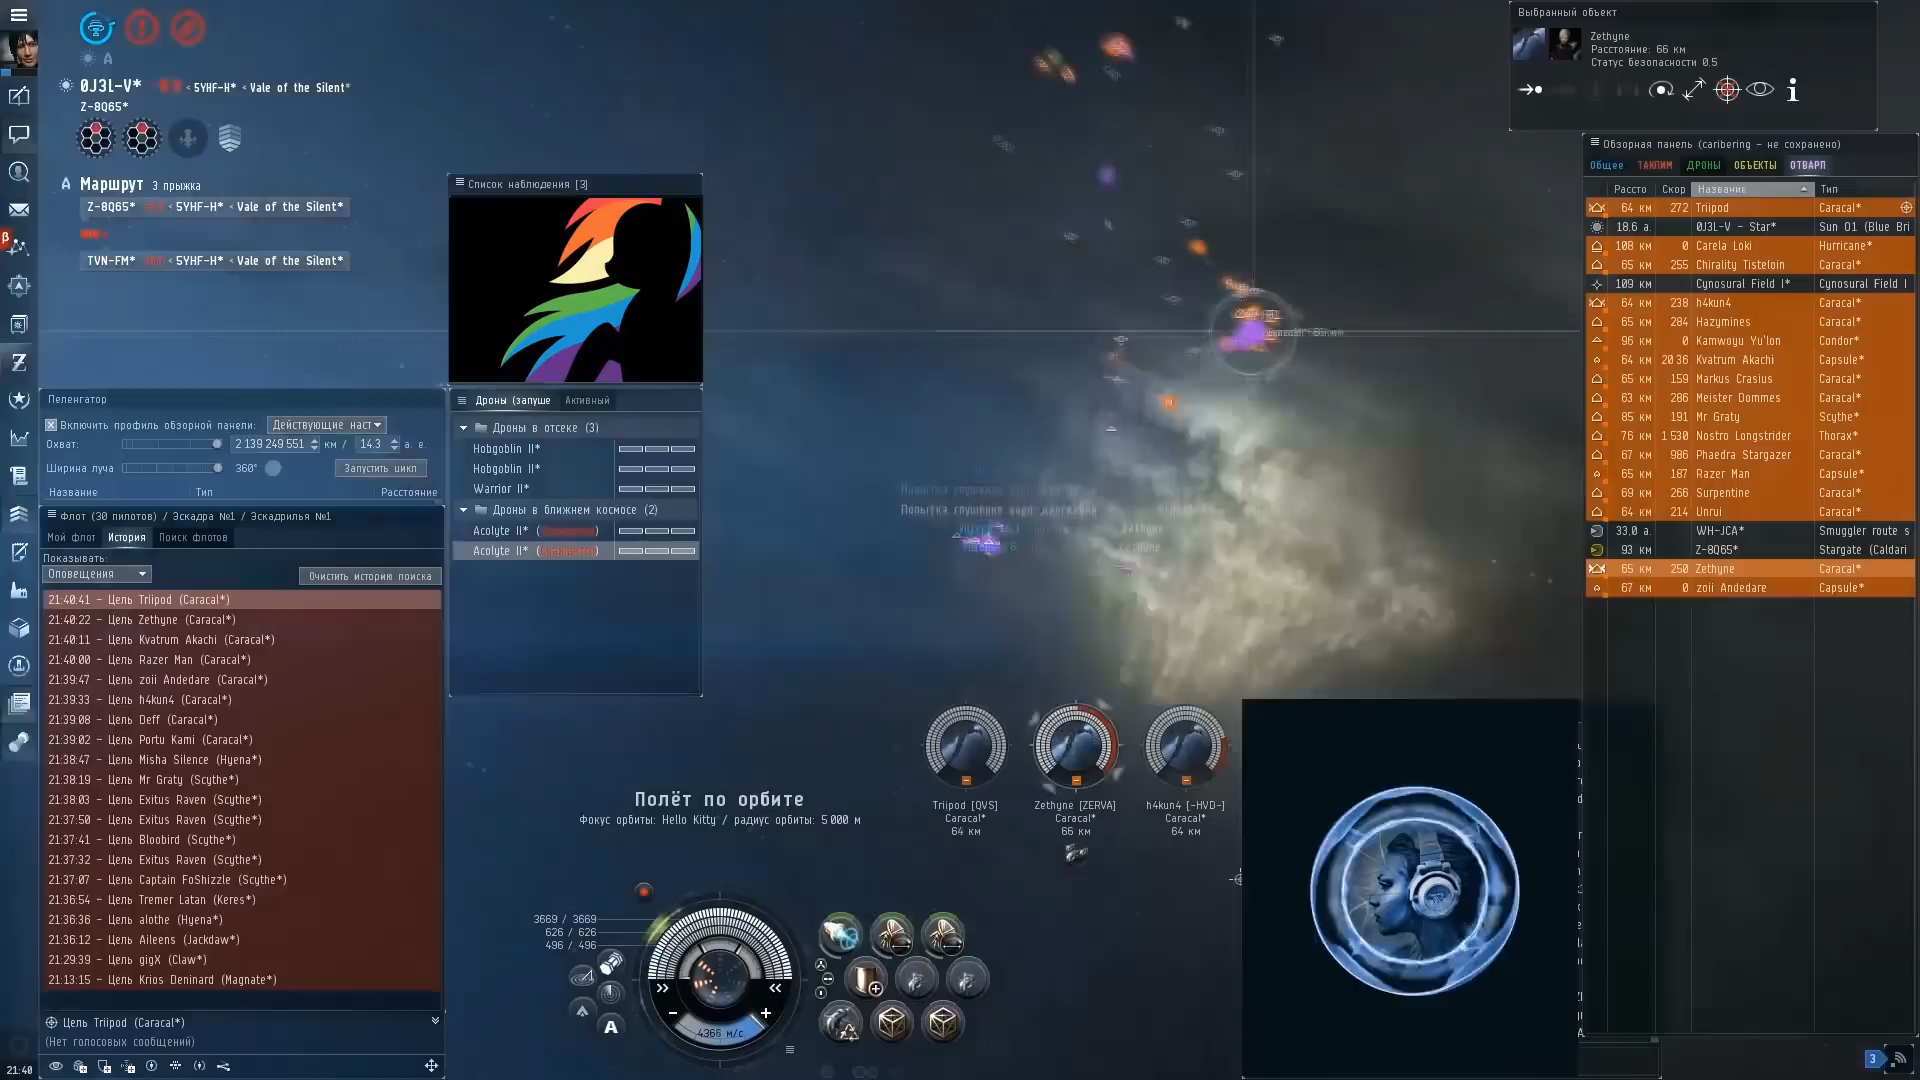 0J3L-V* < 5YHF-H* < Vale of the Silent*
Z-8Q65*
Маршрут 3 прыжка
Z-8Q65* < 5YHF-H* < Vale of the Silent*
TVN-FM* < 5YHF-H* < Vale of the Silent*
Пеленгатор
Включить профиль обзорной панели: Действующие наст
Охват: 2 139 249 551 км / 14.3 а. е.
Ширина луча 360° Запустить цикл
Название Тип Расстояние
Флот (30 пилотов) / Эскадра №1 / Эскадрилья №1
Мой флот История Поиск флотов
Показывать:
Оповещения Очистить историю поиска
21:40:41 - Цель Triipod (Caracal*)
21:40:22 - Цель Zethyne (Caracal*)
21:40:11 - Цель Kvatrum Akachi (Caracal*)
21:40:00 - Цель Razer Man (Caracal*)
21:39:47 - Цель zoii Andedare (Caracal*)
21:39:33 - Цель h4kun4 (Caracal*)
21:39:08 - Цель Deff (Caracal*)
21:39:02 - Цель Portu Kami (Caracal*)
21:38:47 - Цель Misha Silence (Hyena*)
21:38:19 - Цель Mr Graty (Scythe*)
21:38:03 - Цель Exitus Raven (Scythe*)
21:37:50 - Цель Exitus Raven (Scythe*)
21:37:41 - Цель Bloobird (Scythe*)
21:37:32 - Цель Exitus Raven (Scythe*)
21:37:07 - Цель Captain FoShizzle (Scythe*)
21:36:54 - Цель Tremer Latan (Keres*)
21:36:36 - Цель alothe (Hyena*)
21:36:12 - Цель Aileens (Jackdaw*)
21:29:39 - Цель gigX (Claw*)
21:13:15 - Цель Krios Deninard (Magnate*)
Цель Triipod (Caracal*)
(Нет голосовых сообщений)
21:40
Список наблюдения [3]
Дроны (запуще Активный
Дроны в отсеке (3)
Hobgoblin II*
Hobgoblin II*
Warrior II*
Дроны в ближнем космосе (2)
Acolyte II*
Acolyte II*
Полёт по орбите
Фокус орбиты: Hello Kitty / радиус орбиты: 5 000 м
3669 / 3669
626 / 626
496 / 496
4366 м/с
Triipod [QVS]
Caracal*
64 км
Zethyne [ZERVA]
Caracal*
66 км
h4kun4 [-HVD-]
Caracal*
64 км
Выбранный объект
Zethyne
Расстояние: 66 км
Статус безопасности 0.5
Обзорная панель (caribering - не сохранено)
Общее ТАКЛИМ ДРОНЫ ОБЪЕКТЫ ОТВАРП
Рассто Скор Название Тип
64 км 272 Triipod Caracal*
18,6 а. 0J3L-V - Star* Sun O1 (Blue Bri
108 км 0 Carela Loki Hurricane*
65 км 255 Chirality Tisteloin Caracal*
109 км Cynosural Field I* Cynosural Field I
64 км 238 h4kun4 Caracal*
65 км 284 Hazymines Caracal*
96 км 0 Kamwoyu Yu'lon Condor*
64 км 2036 Kvatrum Akachi Capsule*
65 км 159 Markus Crasius Caracal*
63 км 286 Meister Dommes Caracal*
85 км 191 Mr Graty Scythe*
76 км 1 530 Nostro Longstrider Thorax*
67 км 986 Phaedra Stargazer Caracal*
65 км 187 Razer Man Capsule*
69 км 266 Surpentine Caracal*
64 км 214 Unrui Caracal*
33,0 а. WH-JCA* Smuggler route s
93 км Z-8Q65* Stargate (Caldari
65 км 250 Zethyne Caracal*
67 км 0 zoii Andedare Capsule*
3